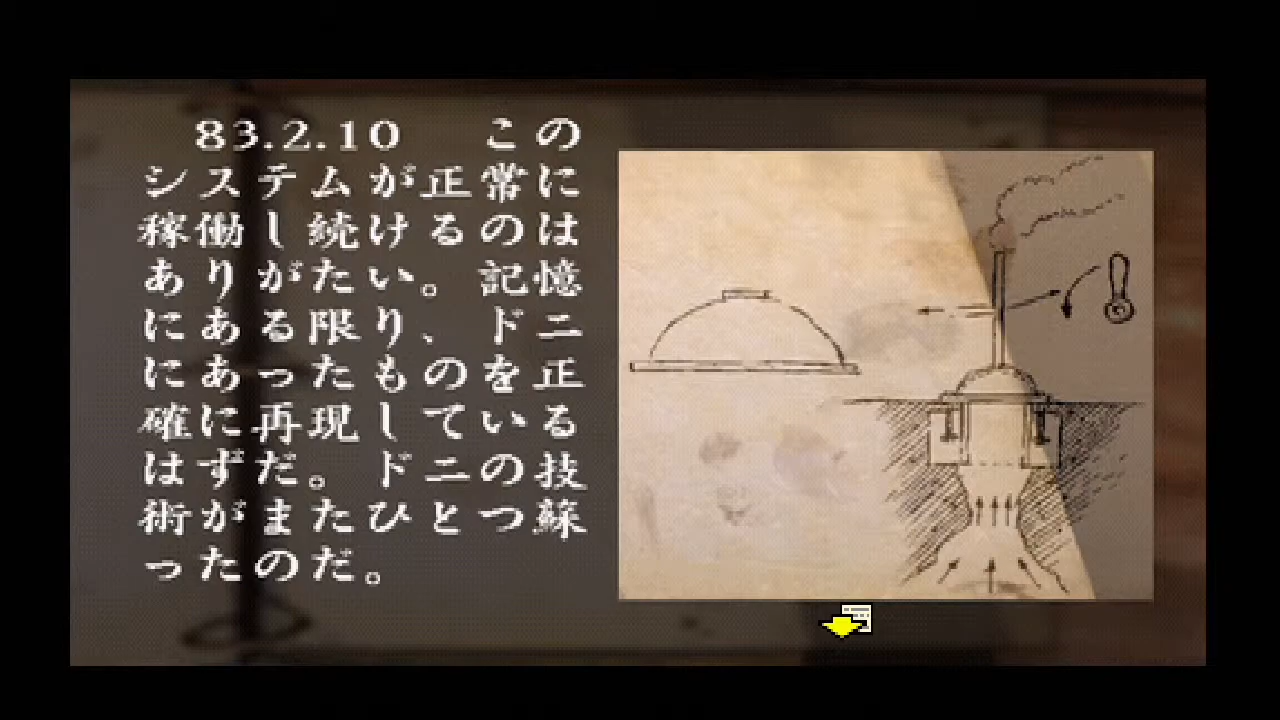 83.2.10　この
システムが正常に
稼働し続けるのは
ありがたい。記憶
にある限り、ドニ
にあったものを正
確に再現している
はずだ。ドニの技
術がまたひとつ蘇
ったのだ。